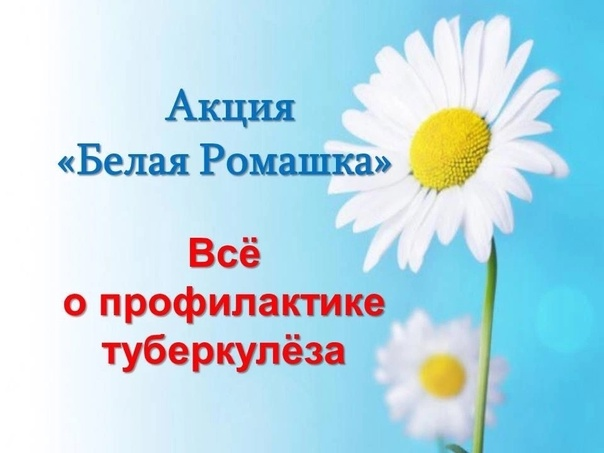 Акция
«Белая Ромашка»
Всё
о профилактике
туберкулёза